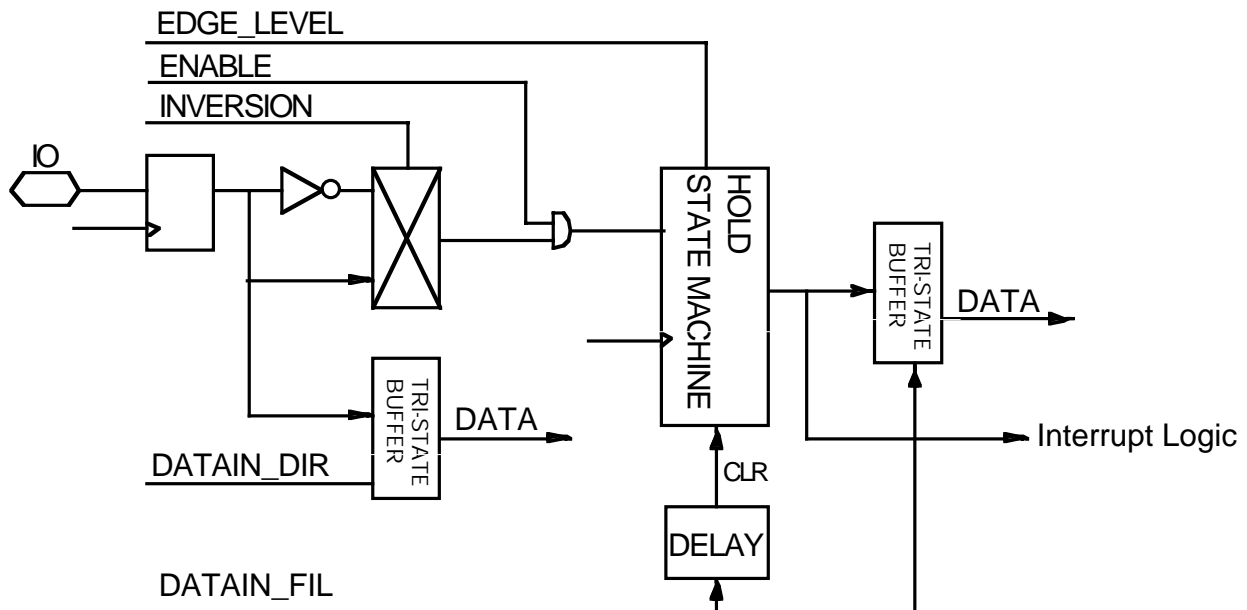 EDGE_LEVEL
ENABLE
INVERSION
IO
HOLD
STATE MACHINE
TRI-STATE
BUFFER
DATA
TRI-STATE
BUFFER
DATA
Interrupt Logic
DATAIN_DIR
CLR
DELAY
DATAIN_FIL